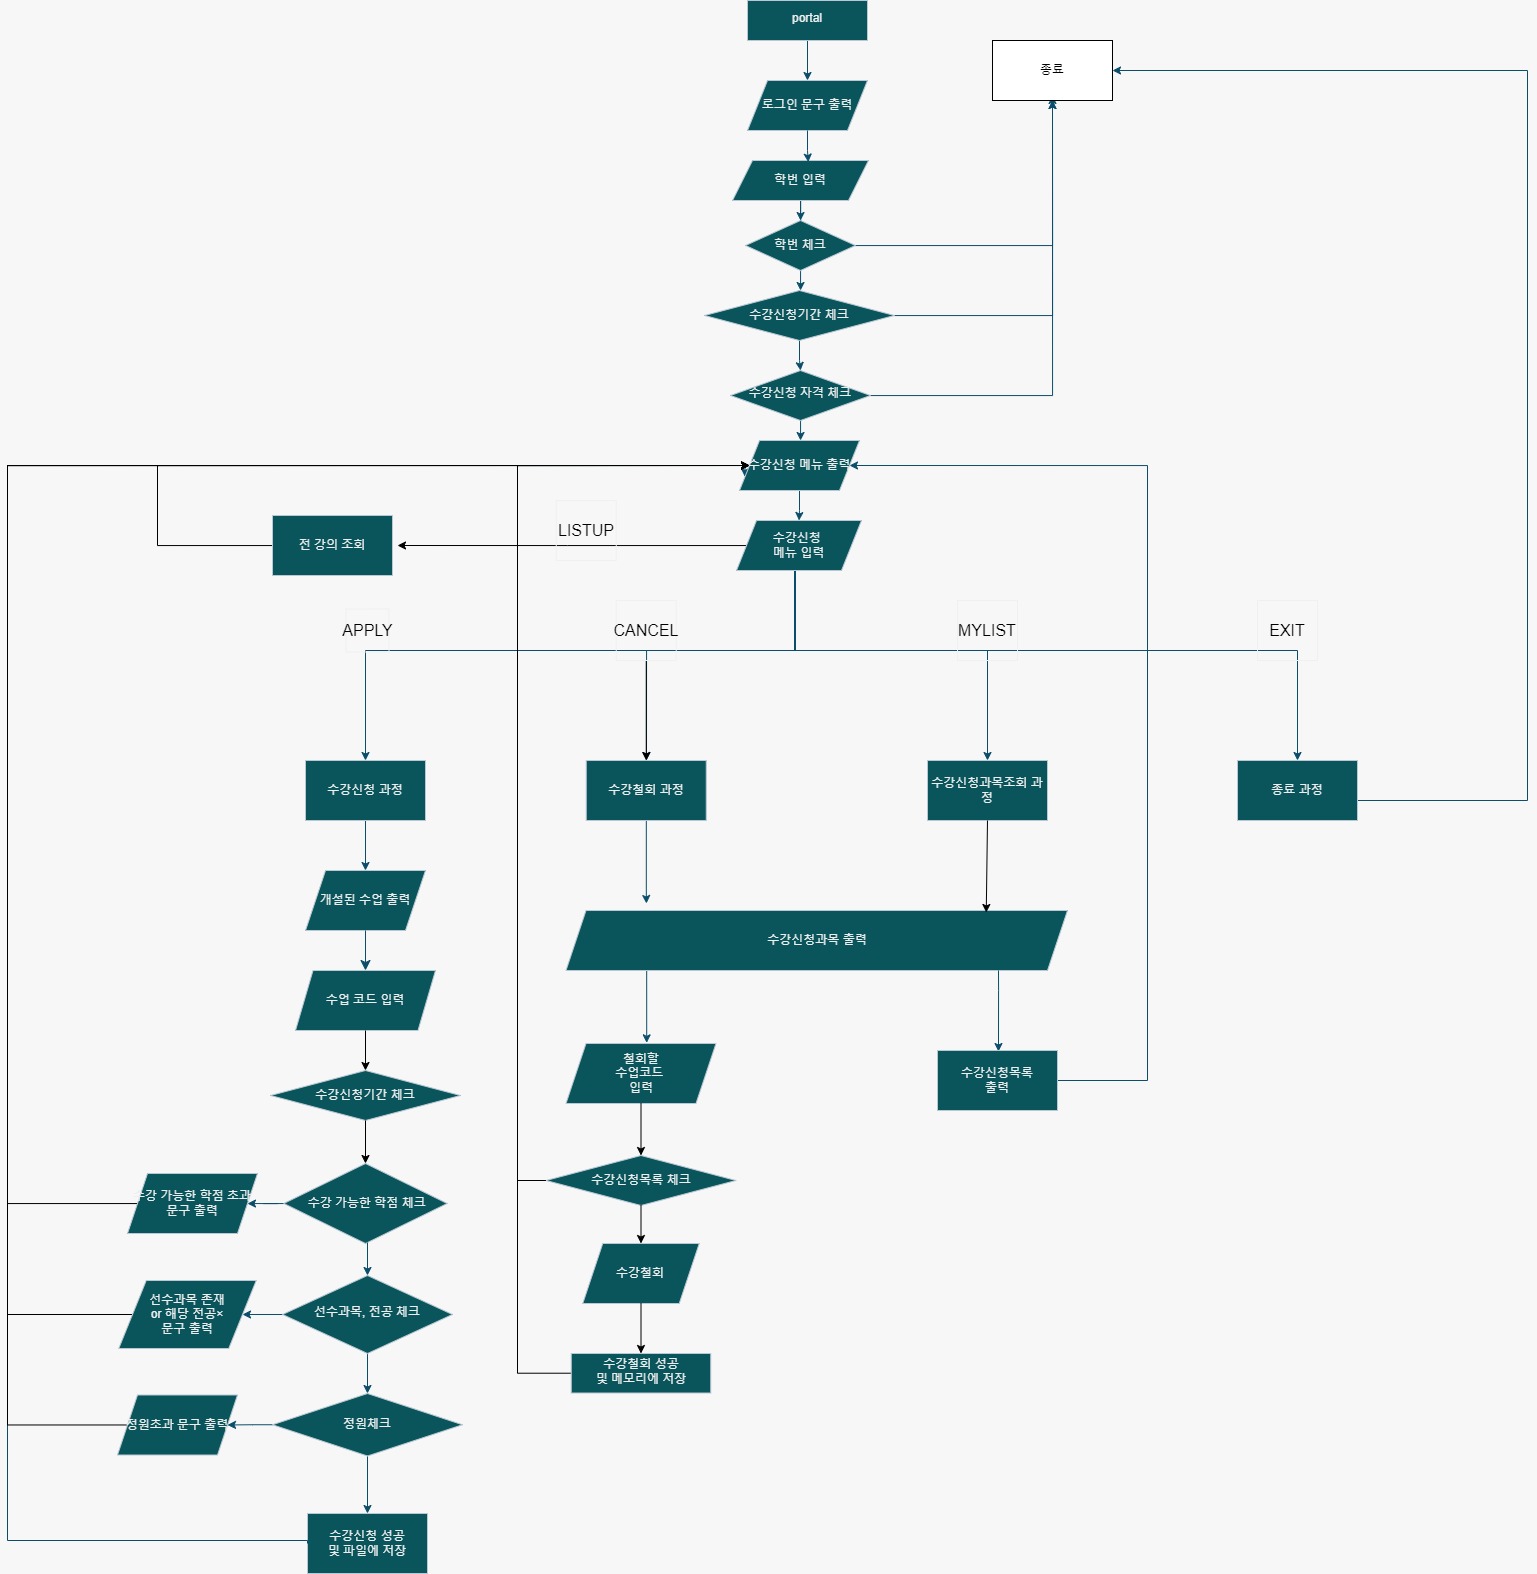 portal
종료
로그인 문구 출력
학번 입력
학번 체크
수강신청기간 체크
수강신청 자격 체크
수강신청 메뉴 출력
LISTUP
수강신청
메뉴 입력
전 강의 조회
APPLY
CANCEL
MYLIST
EXIT
수강신청 과정
수강철회 과정
수강신청과목조회 과
정
종료 과정
개설된 수업 출력
수강신청과목 출력
수업 코드 입력
철회할
수업코드
입력
수강신청목록
출력
수강신청기간 체크
수강 가능한 학점 초과
문구 출력
수강 가능한 학점 체크
수강신청목록 체크
수강철회
선수과목 존재
or 해당 전공×
문구 출력
선수과목, 전공 체크
수강철회 성공
및 메모리에 저장
정원초과 문구 출력
정원체크
수강신청 성공
및 파일에 저장